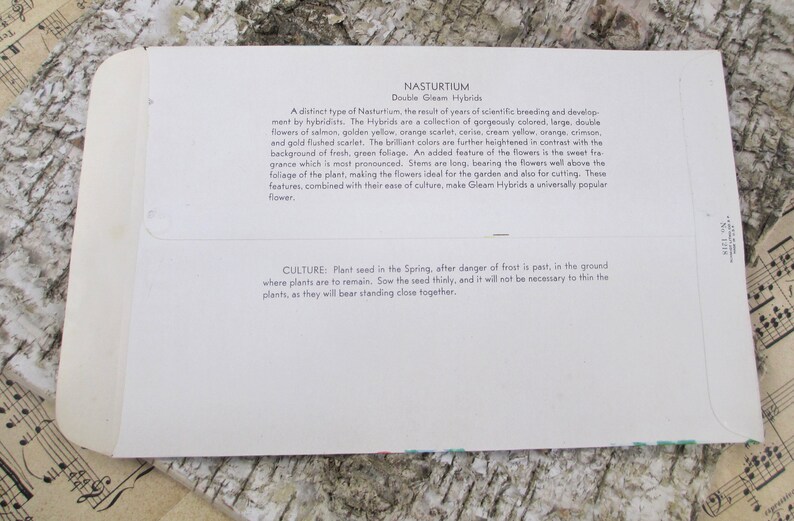 NASTURTIUM
Double Gleam Hybrids
A distinct type of Nasturtium, the result of years of scientific breeding and develop-
ment by hybridists. The Hybrids are a collection of gorgeously colored, large, double
flowers of salmon, golden yellow, orange scarlet, cerise, cream yellow, orange, crimson,
and gold flushed scarlet. The brilliant colors are further heightened in contrast with the
background of fresh, green foliage. An added feature of the flowers is the sweet fra-
grance which is most pronounced. Stems are long, bearing the flowers well above the
foliage of the plant, making the flowers ideal for the garden and also for cutting. These
features, combined with their ease of culture, make Gleam Hybrids a universally popular
flower.
CULTURE: Plant seed in the Spring, after danger of frost is past, in the ground
where plants are to remain. Sow the seed thinly, and it will not be necessary to thin the
plants, as they will bear standing close together.
No. 1218